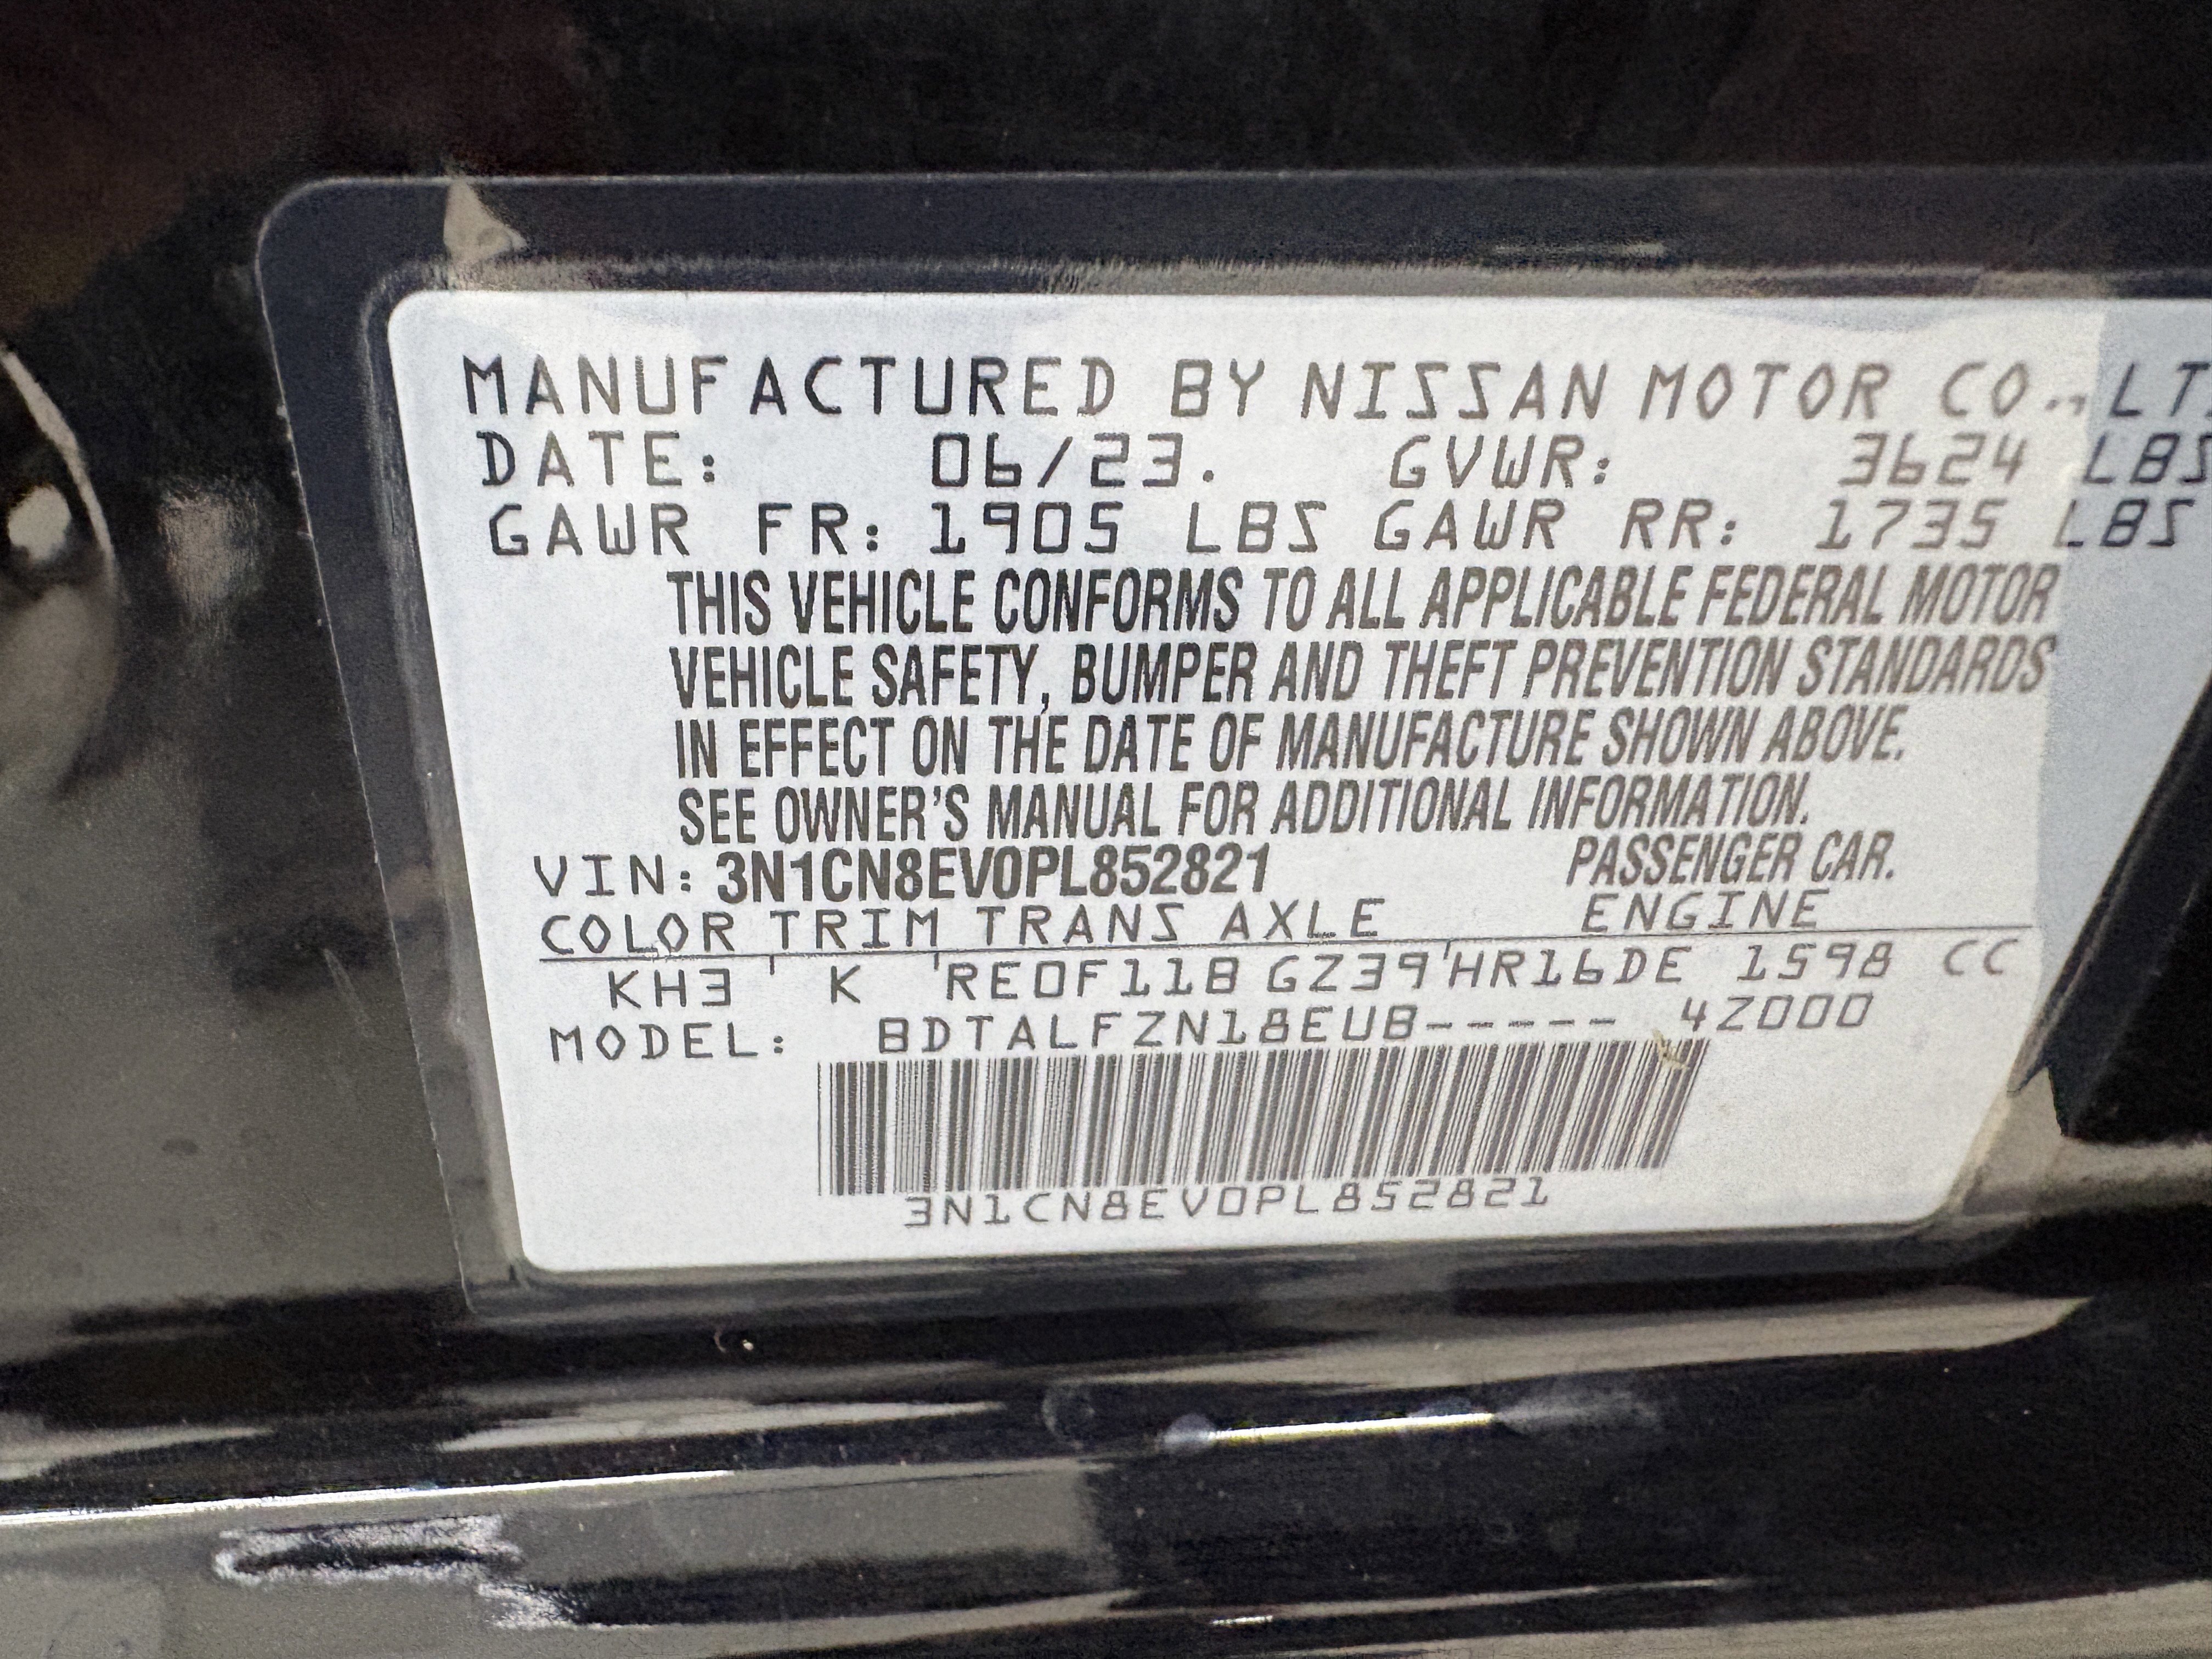 MANUFACTURED BY NISSAN MOTOR CO., LT
DATE: 06/23. GVWR: 3624 LBS
GAWR FR: 1905 LBS GAWR RR: 1735 LBS
THIS VEHICLE CONFORMS TO ALL APPLICABLE FEDERAL MOTOR
VEHICLE SAFETY, BUMPER AND THEFT PREVENTION STANDARDS
IN EFFECT ON THE DATE OF MANUFACTURE SHOWN ABOVE.
SEE OWNER'S MANUAL FOR ADDITIONAL INFORMATION.
VIN: 3N1CN8EV0PL852821 PASSENGER CAR.
COLOR TRIM TRANS AXLE ENGINE
KH3 K RE0F11B GZ39 HR16DE 1598 CC
MODEL: BDTALFZN18EUB----- 4Z000
3N1CN8EV0PL852821